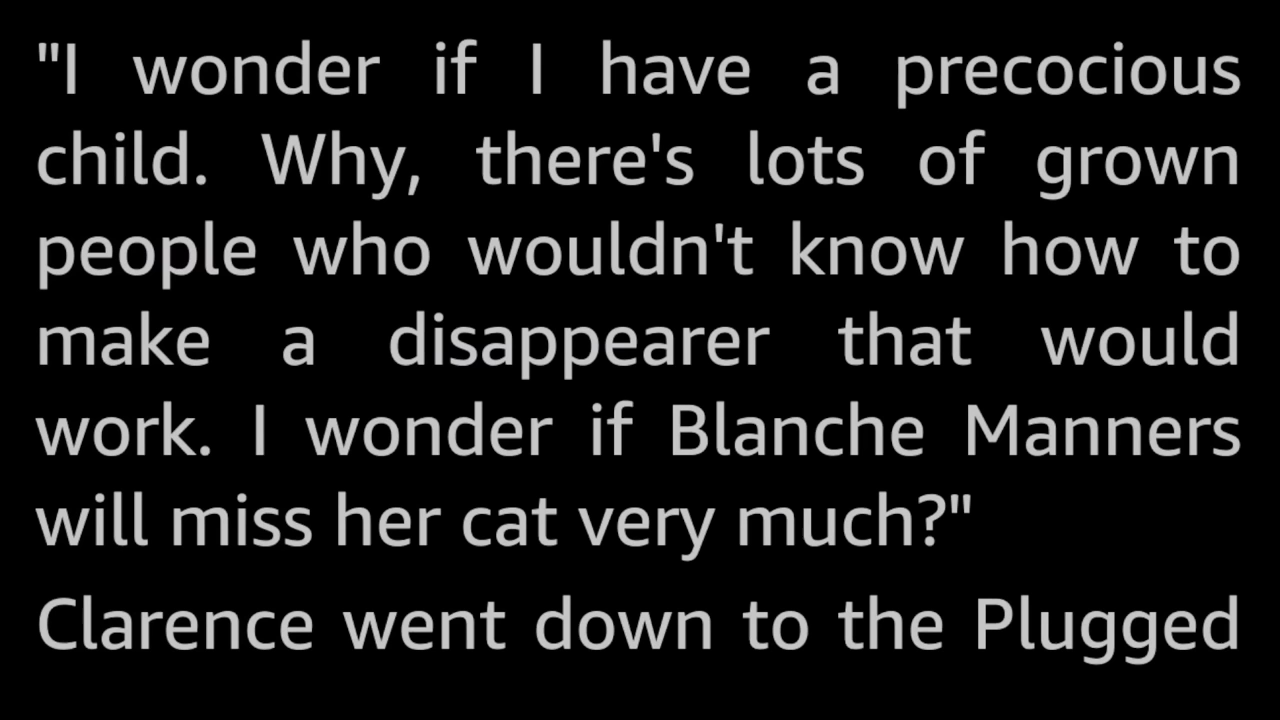 "I wonder if I have a precocious
child. Why, there's lots of grown
people who wouldn't know how to
make a disappearer that would
work. I wonder if Blanche Manners
will miss her cat very much?"
Clarence went down to the Plugged